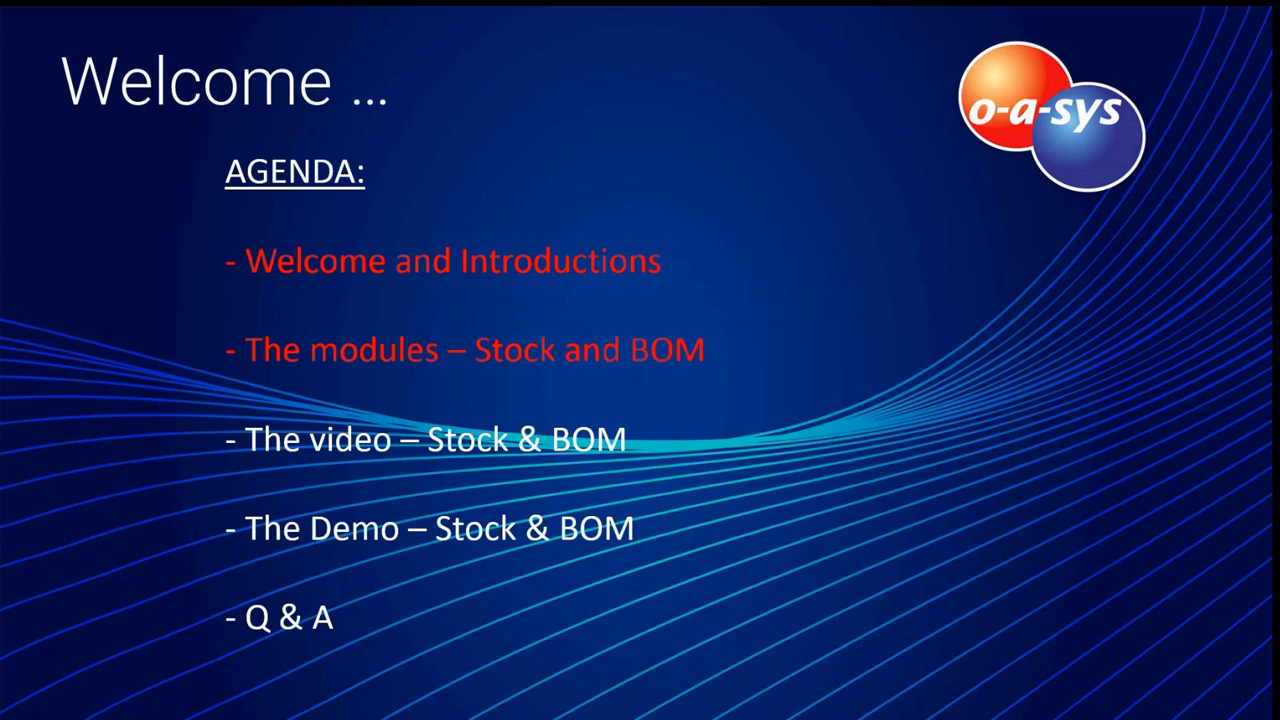 Welcome ...
o-a-sys
AGENDA:
- Welcome and Introductions
- The modules – Stock and BOM
- The video – Stock & BOM
- The Demo – Stock & BOM
- Q & A